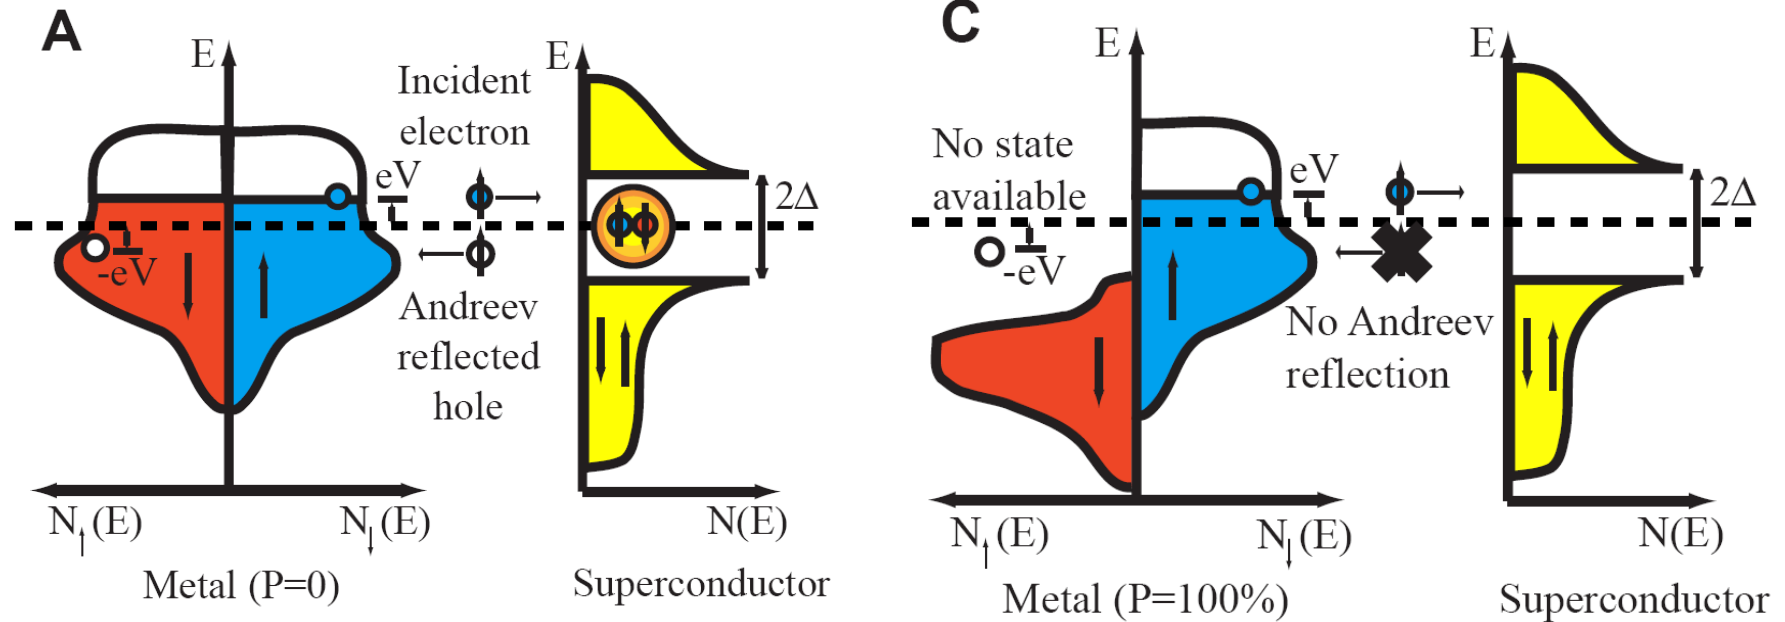 A
E
Incident
electron
eV
-eV
Andreev
reflected
hole
N↑(E)
N↓(E)
Metal (P=0)
E
2Δ
N(E)
Superconductor
C
E
No state
available
eV
-eV
No Andreev
reflection
N↑(E)
N↓(E)
Metal (P=100%)
E
2Δ
N(E)
Superconductor